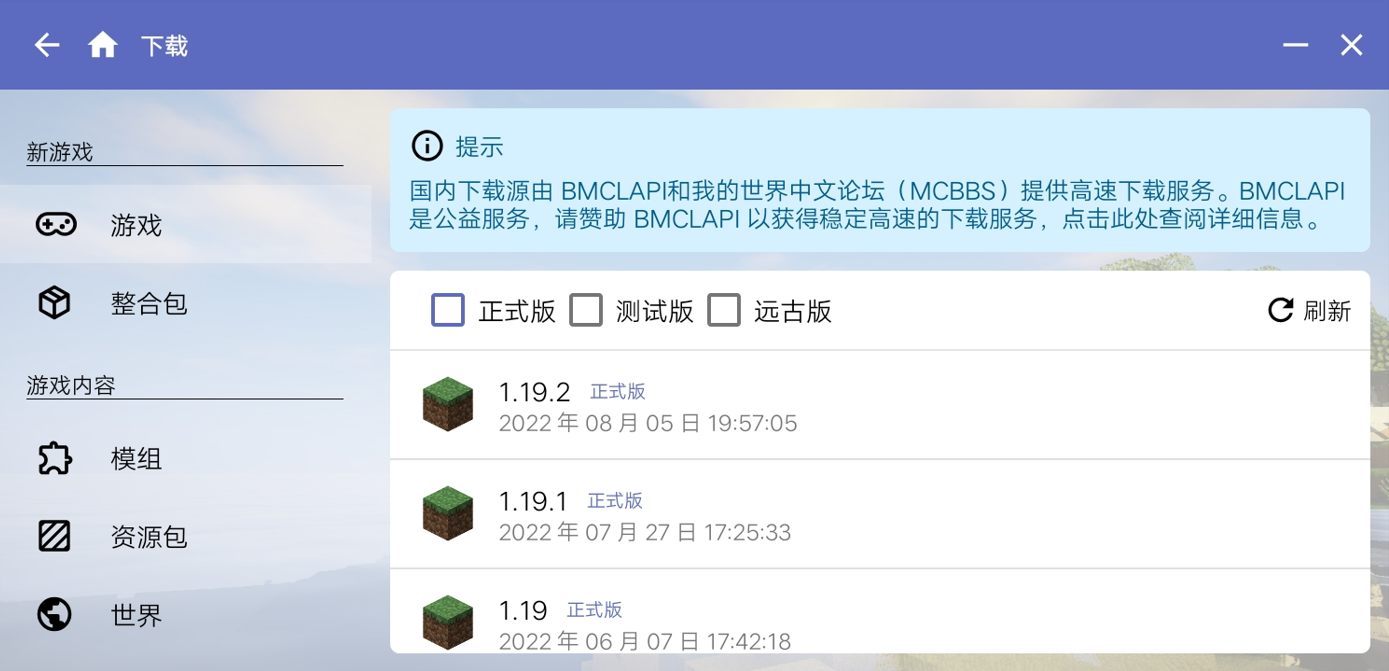 下载
新游戏
游戏
整合包
游戏内容
模组
资源包
世界
提示
国内下载源由 BMCLAPI和我的世界中文论坛（MCBBS）提供高速下载服务。BMCLAPI
是公益服务，请赞助 BMCLAPI 以获得稳定高速的下载服务，点击此处查阅详细信息。
正式版 测试版 远古版 刷新
1.19.2 正式版
2022 年 08 月 05 日 19:57:05
1.19.1 正式版
2022 年 07 月 27 日 17:25:33
1.19 正式版
2022 年 06 月 07 日 17:42:18